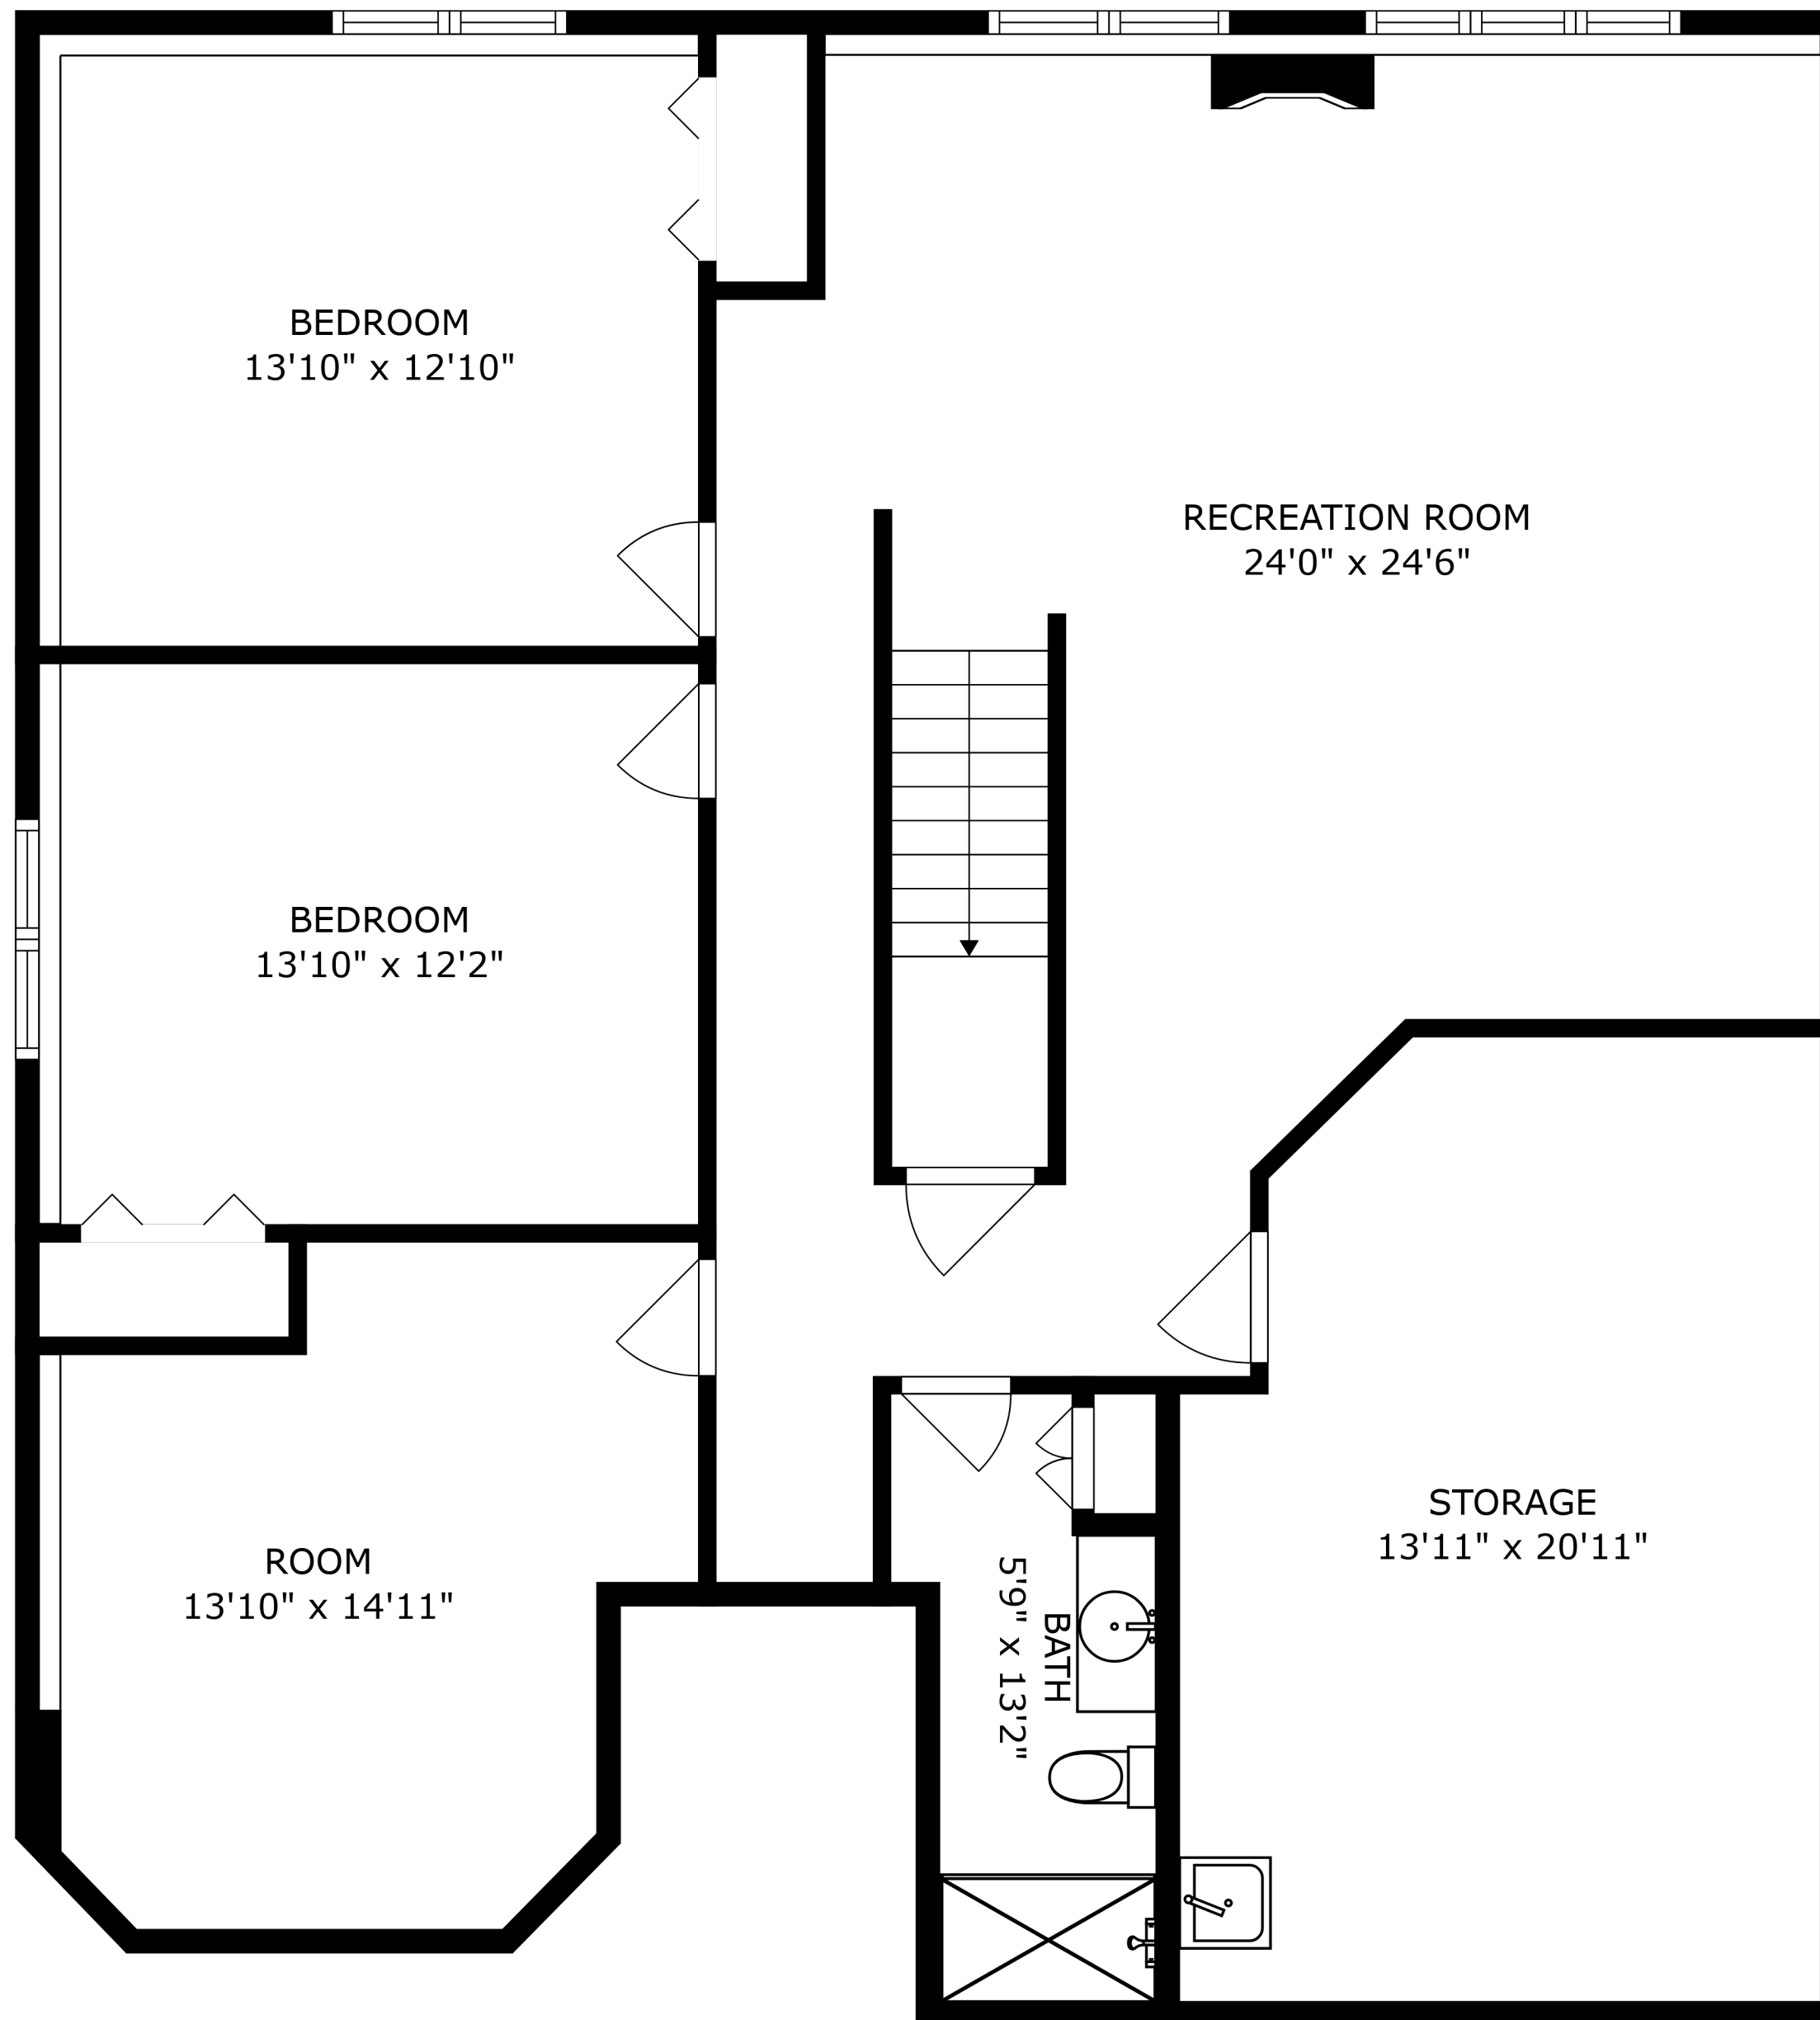 BEDROOM
13'10" x 12'10"
RECREATION ROOM
24'0" x 24'6"
BEDROOM
13'10" x 12'2"
STORAGE
13'11" x 20'11"
ROOM
13'10" x 14'11"
BATH
5'9" x 13'2"